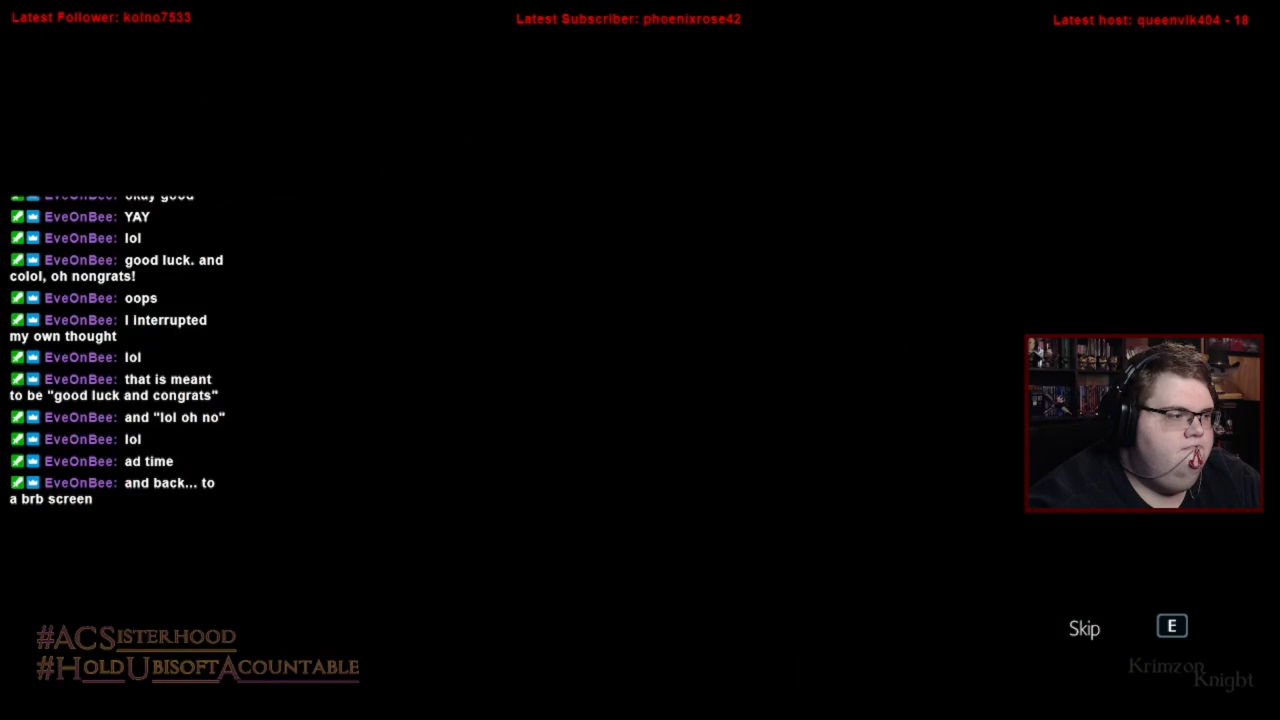 Latest Follower: kolno7533
Latest Subscriber: phoenixrose42
Latest host: queenvik404 - 18
EveOnBee: okay good
EveOnBee: YAY
EveOnBee: lol
EveOnBee: good luck. and
colol, oh nongrats!
EveOnBee: oops
EveOnBee: I interrupted
my own thought
EveOnBee: lol
EveOnBee: that is meant
to be "good luck and congrats"
EveOnBee: and "lol oh no"
EveOnBee: lol
EveOnBee: ad time
EveOnBee: and back... to
a brb screen
Skip E
#ACSISTERHOOD
#HOLDUBISOFTACOUNTABLE
Krimzon
Knight